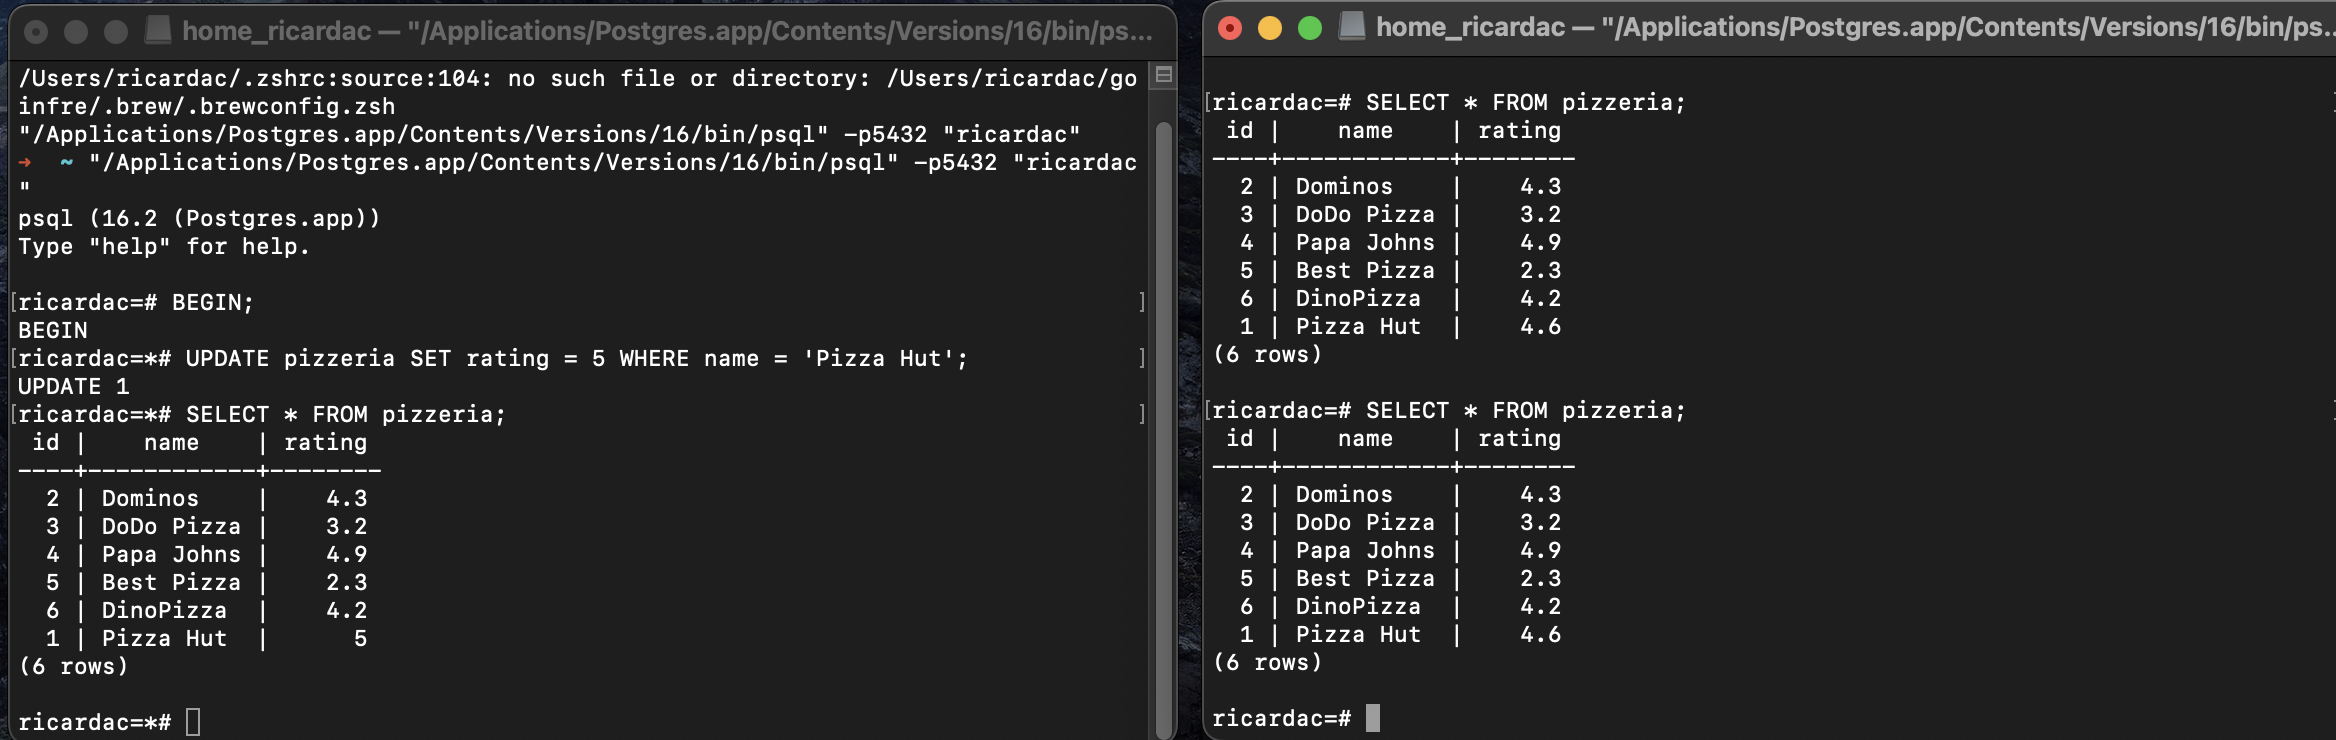 home_ricardac — "/Applications/Postgres.app/Contents/Versions/16/bin/ps...
/Users/ricardac/.zshrc:source:104: no such file or directory: /Users/ricardac/go
infre/.brew/.brewconfig.zsh
"/Applications/Postgres.app/Contents/Versions/16/bin/psql" -p5432 "ricardac"
➜  ~ "/Applications/Postgres.app/Contents/Versions/16/bin/psql" -p5432 "ricardac
"
psql (16.2 (Postgres.app))
Type "help" for help.
[ricardac=# BEGIN; ]
BEGIN
[ricardac=*# UPDATE pizzeria SET rating = 5 WHERE name = 'Pizza Hut'; ]
UPDATE 1
[ricardac=*# SELECT * FROM pizzeria; ]
 id |    name    | rating
----+------------+--------
  2 | Dominos    |    4.3
  3 | DoDo Pizza |    3.2
  4 | Papa Johns |    4.9
  5 | Best Pizza |    2.3
  6 | DinoPizza  |    4.2
  1 | Pizza Hut  |      5
(6 rows)
ricardac=*#
home_ricardac — "/Applications/Postgres.app/Contents/Versions/16/bin/ps...
[ricardac=# SELECT * FROM pizzeria;
 id |    name    | rating
----+------------+--------
  2 | Dominos    |    4.3
  3 | DoDo Pizza |    3.2
  4 | Papa Johns |    4.9
  5 | Best Pizza |    2.3
  6 | DinoPizza  |    4.2
  1 | Pizza Hut  |    4.6
(6 rows)
[ricardac=# SELECT * FROM pizzeria;
 id |    name    | rating
----+------------+--------
  2 | Dominos    |    4.3
  3 | DoDo Pizza |    3.2
  4 | Papa Johns |    4.9
  5 | Best Pizza |    2.3
  6 | DinoPizza  |    4.2
  1 | Pizza Hut  |    4.6
(6 rows)
ricardac=#